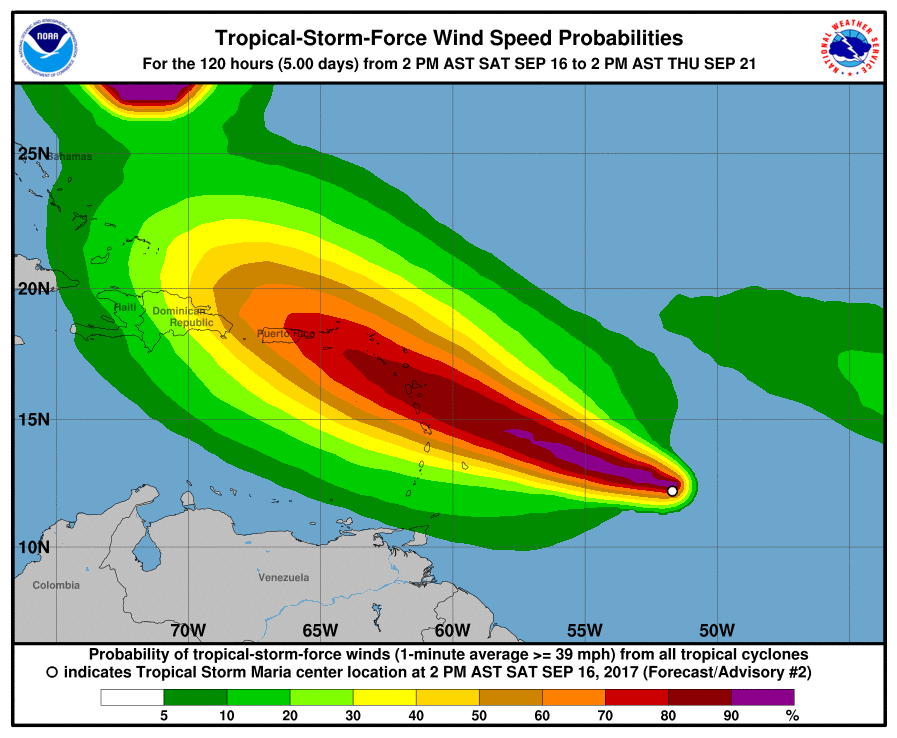 Tropical-Storm-Force Wind Speed Probabilities
For the 120 hours (5.00 days) from 2 PM AST SAT SEP 16 to 2 PM AST THU SEP 21
NOAA
NATIONAL WEATHER SERVICE
25N
Bahamas
20N
Haiti
Dominican
Republic
Puerto Rico
15N
10N
Colombia
Venezuela
70W 65W 60W 55W 50W
Probability of tropical-storm-force winds (1-minute average >= 39 mph) from all tropical cyclones
indicates Tropical Storm Maria center location at 2 PM AST SAT SEP 16, 2017 (Forecast/Advisory #2)
5 10 20 30 40 50 60 70 80 90 %